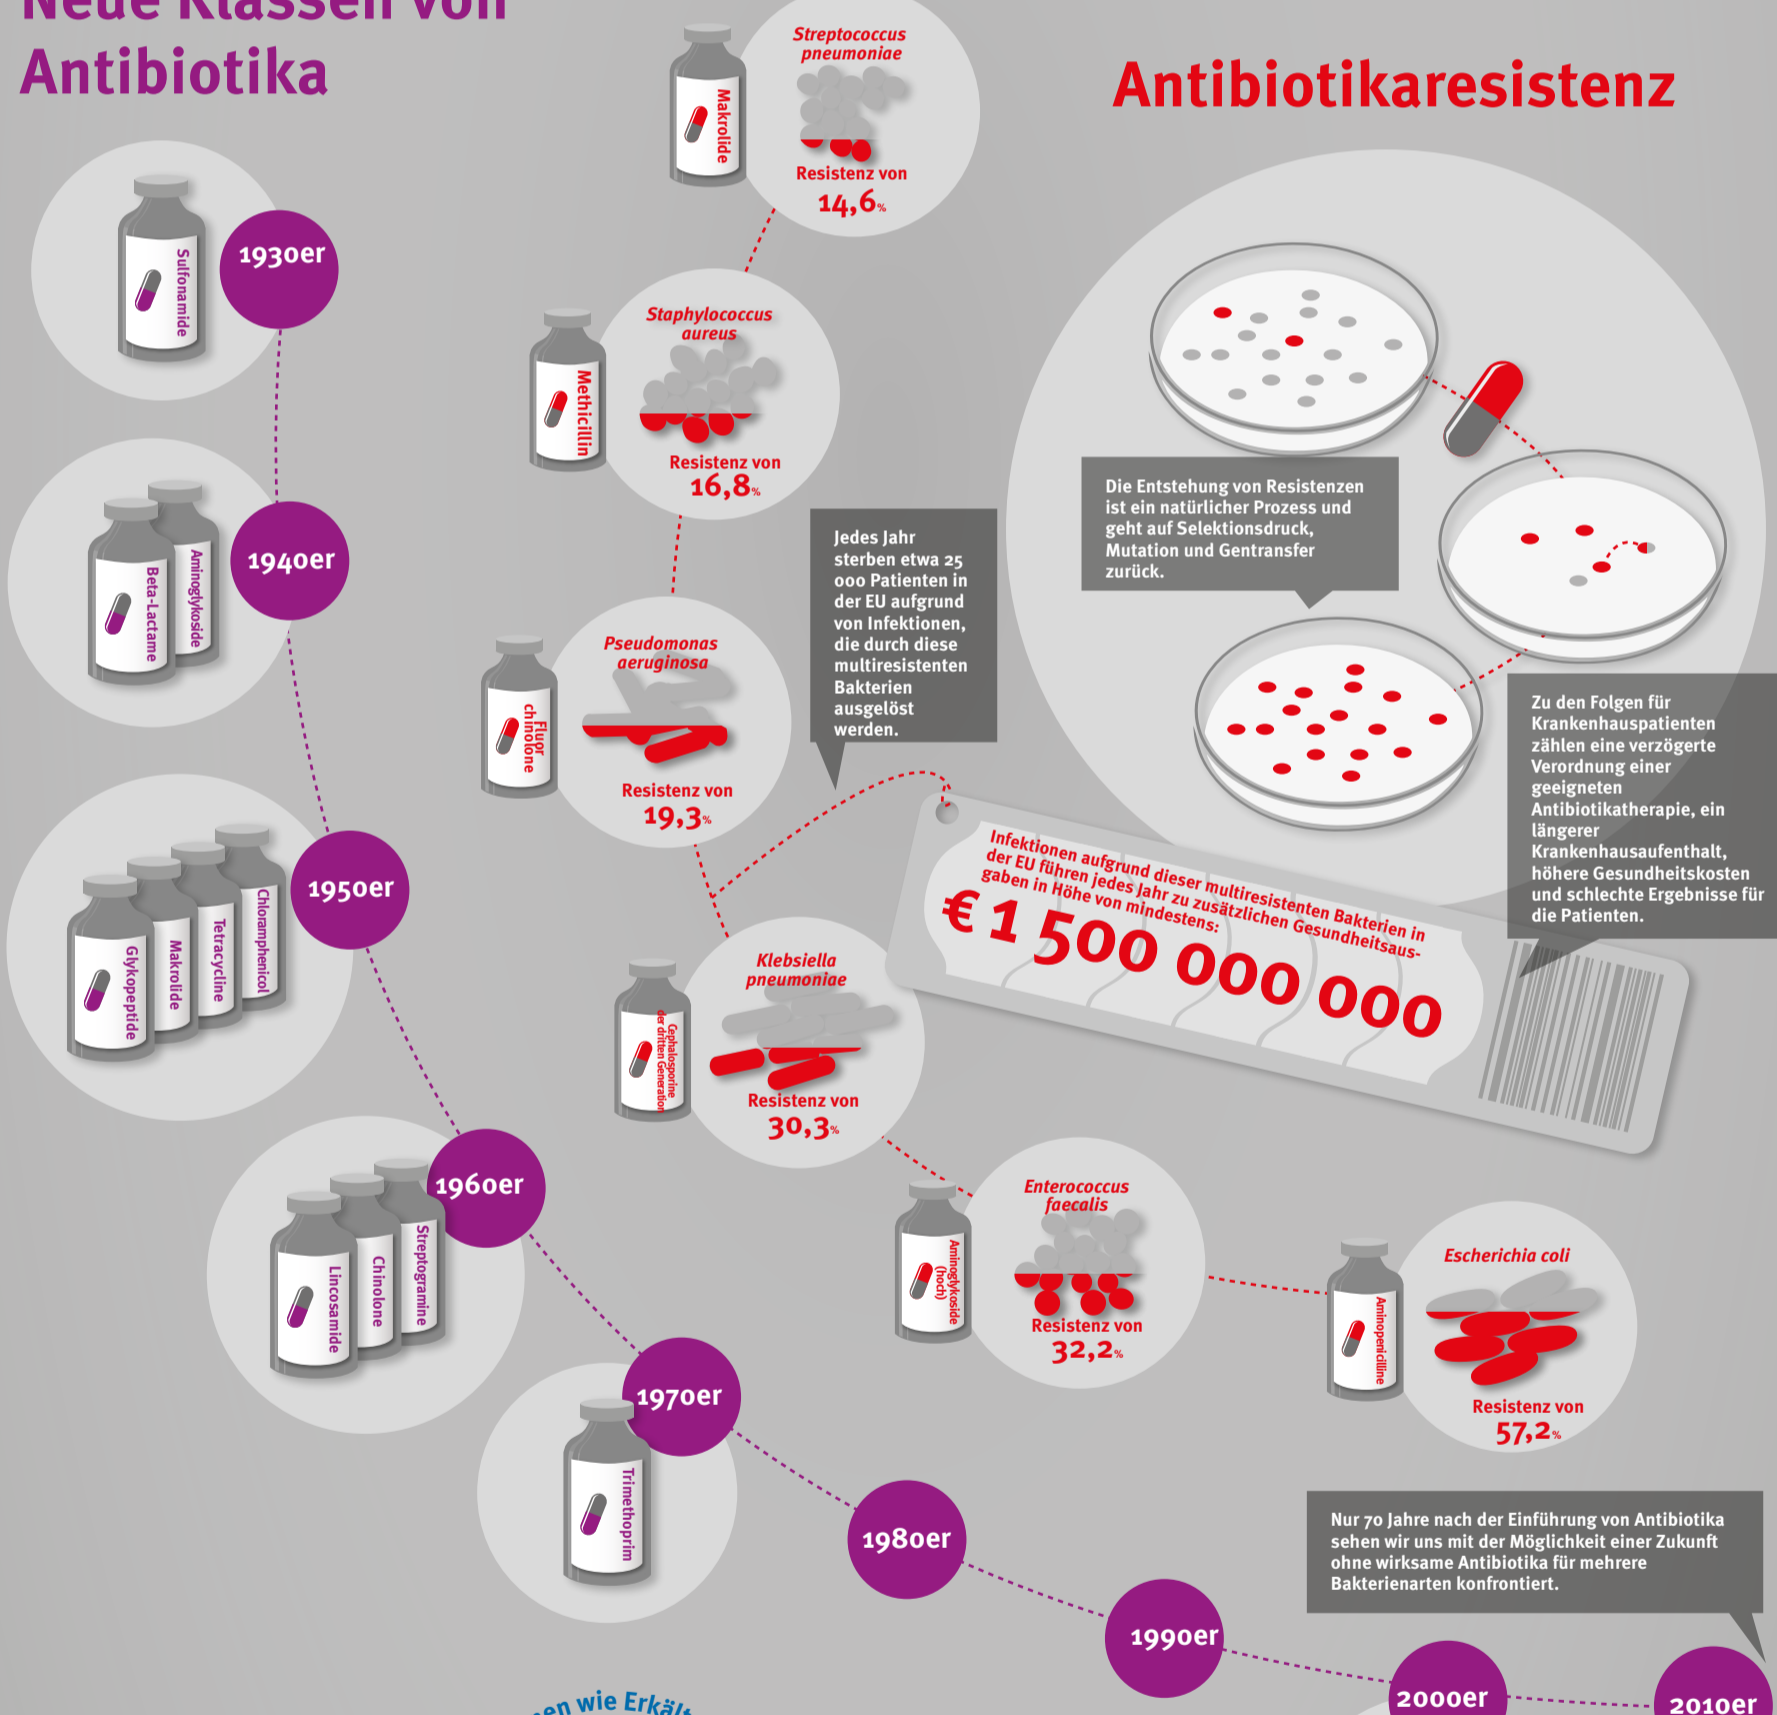 Neue Klassen von
Antibiotika
Antibiotikaresistenz
1930er
Sulfonamide
1940er
Beta-Lactame
Aminoglykoside
1950er
Glykopeptide
Makrolide
Tetracycline
Chloramphenicol
1960er
Lincosamide
Chinolone
Streptogramine
1970er
Trimethoprim
1980er
1990er
2000er
2010er
Makrolide
Streptococcus
pneumoniae
Resistenz von
14,6%
Methicillin
Staphylococcus
aureus
Resistenz von
16,8%
Fluor
chinolone
Pseudomonas
aeruginosa
Resistenz von
19,3%
Cephalosporine
der dritten Generation
Klebsiella
pneumoniae
Resistenz von
30,3%
Aminoglykoside
(hoch)
Enterococcus
faecalis
Resistenz von
32,2%
Aminopenicilline
Escherichia coli
Resistenz von
57,2%
Jedes Jahr
sterben etwa 25
000 Patienten in
der EU aufgrund
von Infektionen,
die durch diese
multiresistenten
Bakterien
ausgelöst
werden.
Die Entstehung von Resistenzen
ist ein natürlicher Prozess und
geht auf Selektionsdruck,
Mutation und Gentransfer
zurück.
Zu den Folgen für
Krankenhauspatienten
zählen eine verzögerte
Verordnung einer
geeigneten
Antibiotikatherapie, ein
längerer
Krankenhausaufenthalt,
höhere Gesundheitskosten
und schlechte Ergebnisse für
die Patienten.
Infektionen aufgrund dieser multiresistenten Bakterien in
der EU führen jedes Jahr zu zusätzlichen Gesundheitsaus-
gaben in Höhe von mindestens:
€ 1 500 000 000
Nur 70 Jahre nach der Einführung von Antibiotika
sehen wir uns mit der Möglichkeit einer Zukunft
ohne wirksame Antibiotika für mehrere
Bakterienarten konfrontiert.
wie